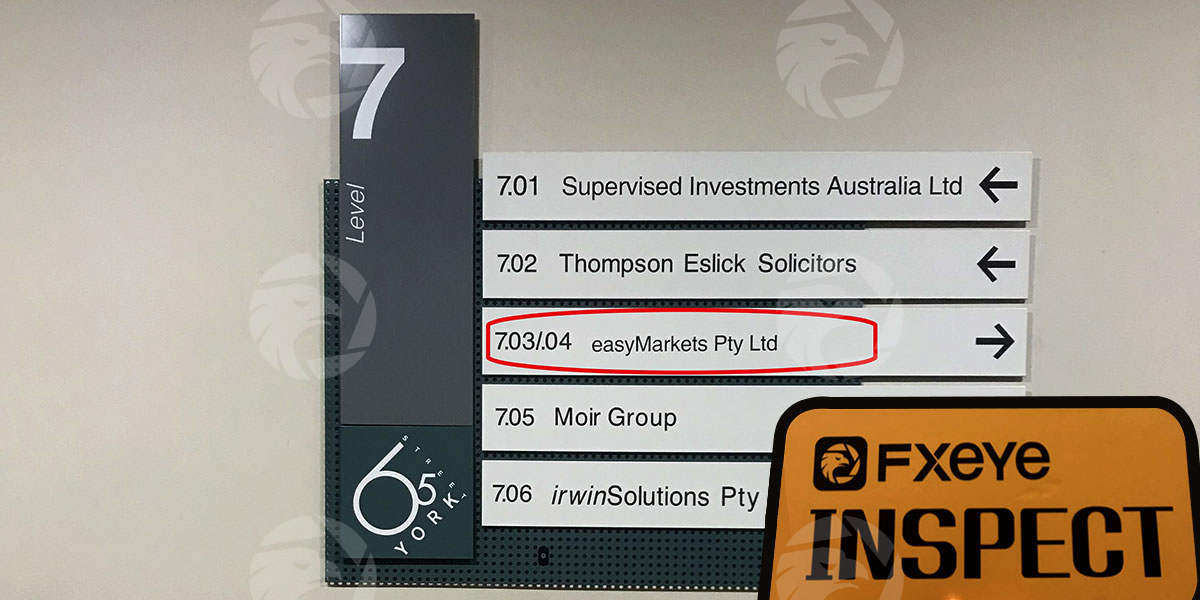 7
Level
7.01 Supervised Investments Australia Ltd
7.02 Thompson Eslick Solicitors
7.03/.04 easyMarkets Pty Ltd
7.05 Moir Group
7.06 irwinSolutions Pty
65
YORK
STREET
FXeye
INSPECT